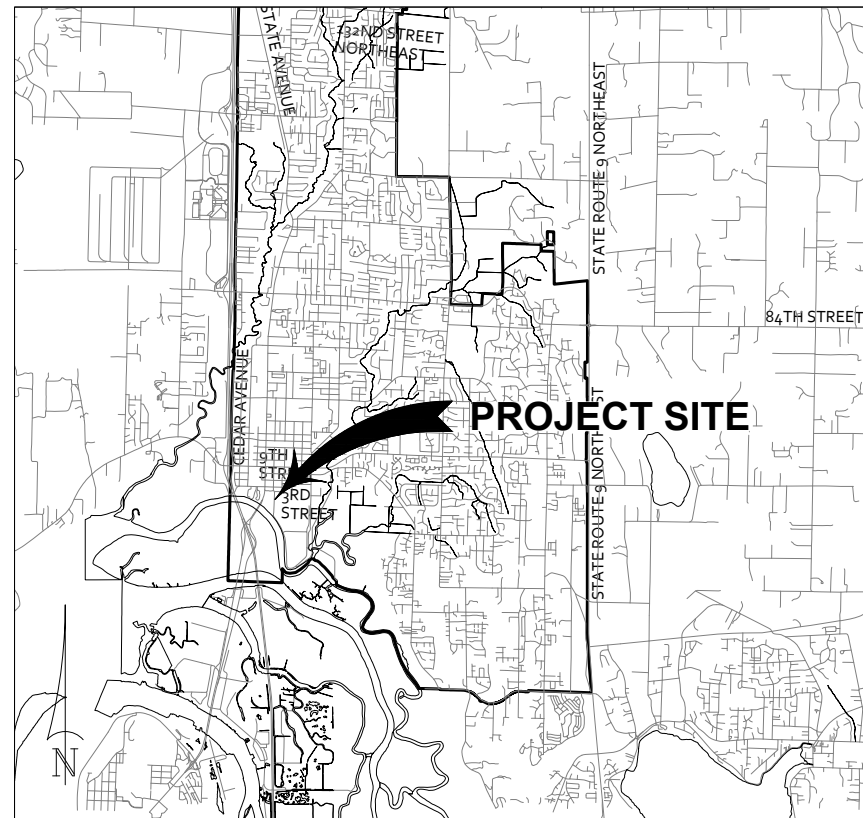 STATE AVENUE
132ND STREET
NORTHEAST
STATE ROUTE 9 NORTHEAST
84TH STREET
CEDAR AVENUE
PROJECT SITE
9TH
STREET
3RD
STREET
STATE ROUTE 9 NORTHEAST
N